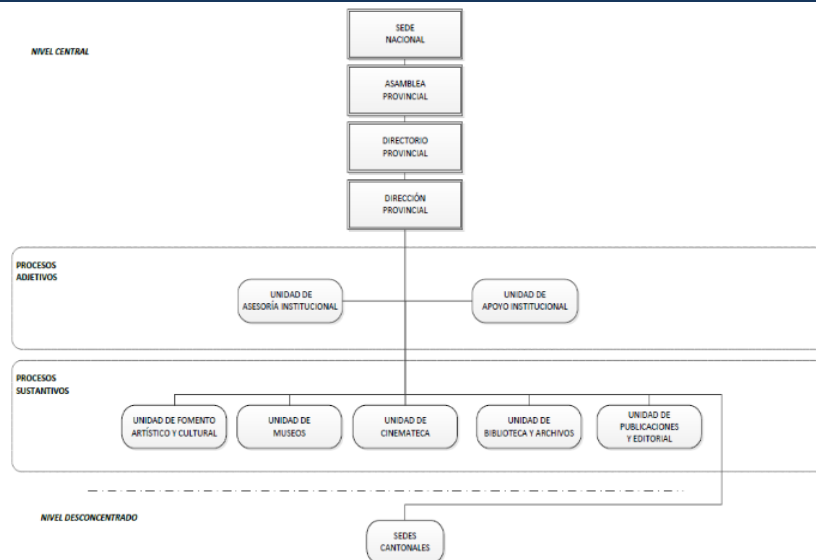 SEDE
NACIONAL
NIVEL CENTRAL
ASAMBLEA
PROVINCIAL
DIRECTORIO
PROVINCIAL
DIRECCIÓN
PROVINCIAL
PROCESOS
ADJETIVOS
UNIDAD DE
ASESORÍA INSTITUCIONAL
UNIDAD DE
APOYO INSTITUCIONAL
PROCESOS
SUSTANTIVOS
UNIDAD DE FOMENTO
ARTÍSTICO Y CULTURAL
UNIDAD DE
MUSEOS
UNIDAD DE
CINEMATECA
UNIDAD DE
BIBLIOTECA Y ARCHIVOS
UNIDAD DE
PUBLICACIONES
Y EDITORIAL
NIVEL DESCONCENTRADO
SEDES
CANTONALES